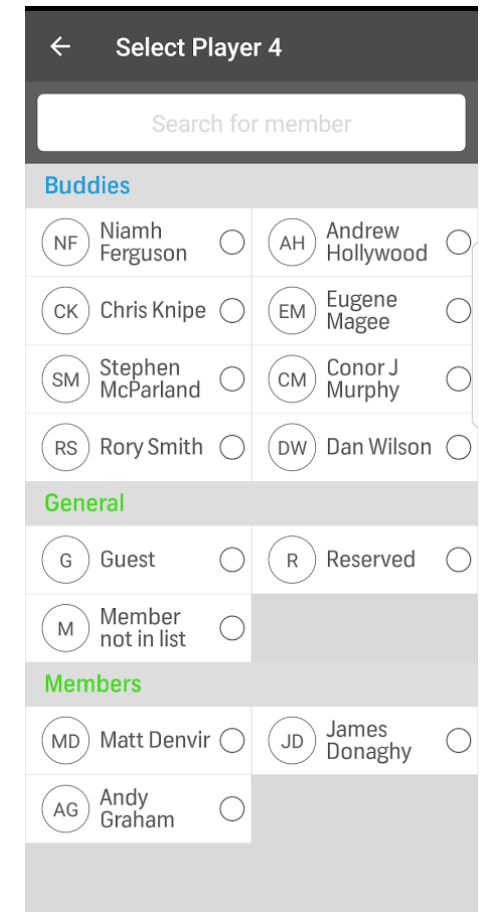 Select Player 4
Search for member
Buddies
NF Niamh Ferguson
AH Andrew Hollywood
CK Chris Knipe
EM Eugene Magee
SM Stephen McParland
CM Conor J Murphy
RS Rory Smith
DW Dan Wilson
General
G Guest
R Reserved
M Member not in list
Members
MD Matt Denvir
JD James Donaghy
AG Andy Graham